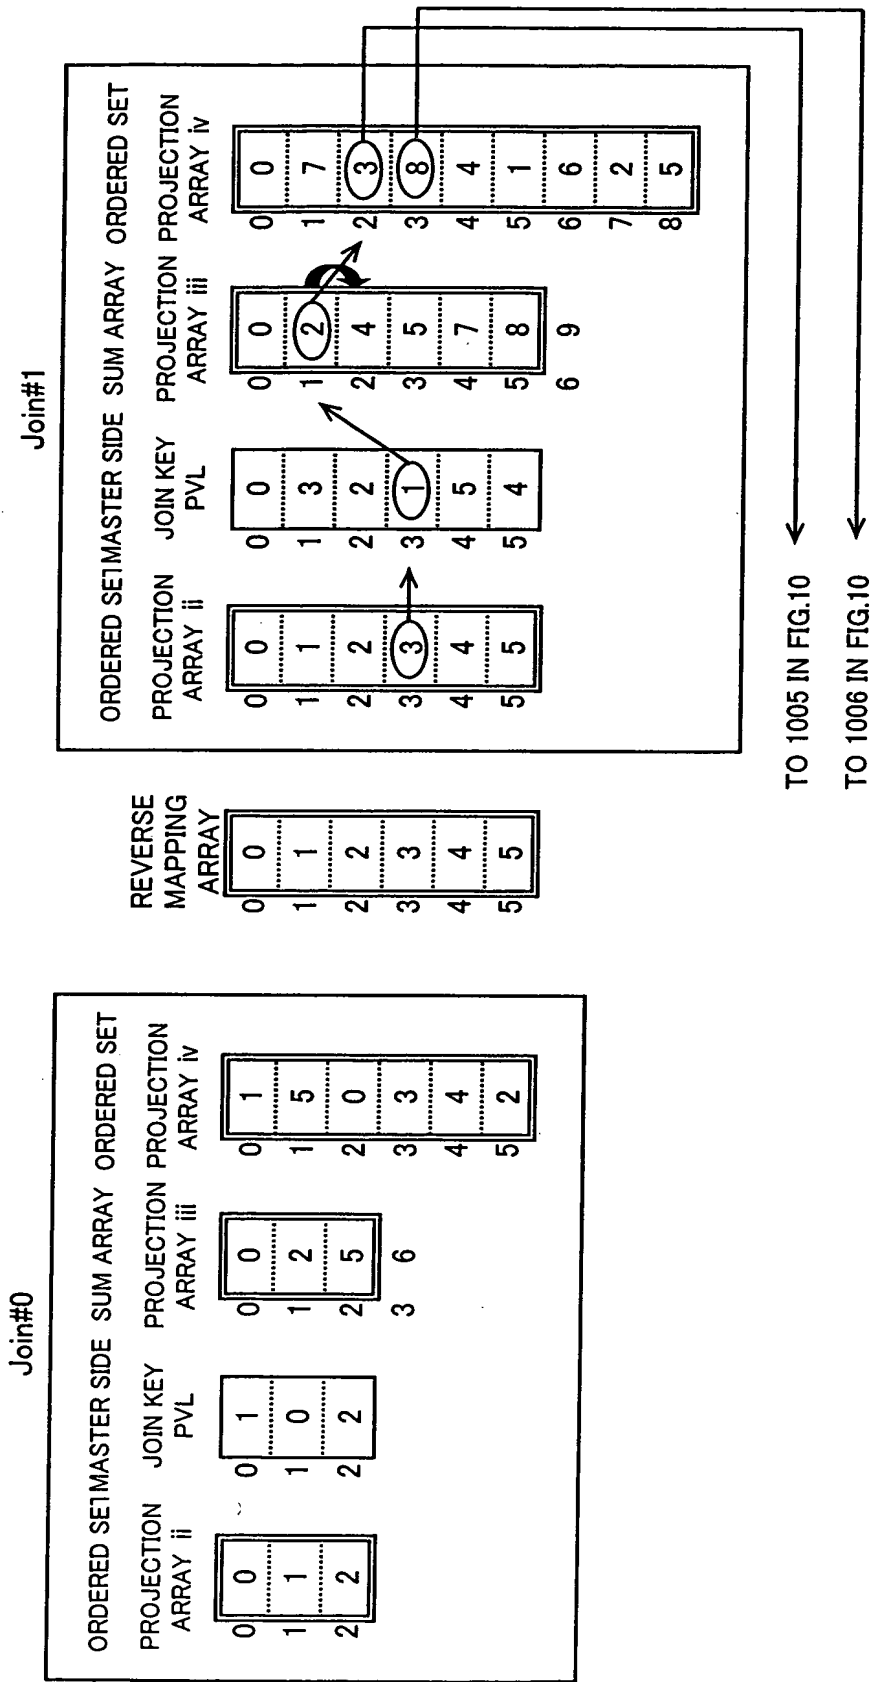 Join#0
ORDERED SET MASTER SIDE SUM ARRAY ORDERED SET
PROJECTION JOIN KEY PROJECTION PROJECTION
ARRAY ii PVL ARRAY iii ARRAY iv
0 0 0 1 0 0 0 1
1 1 1 0 1 2 1 5
2 2 2 2 2 5 2 0
3 6 3 3
4 4
5 2
REVERSE
MAPPING
ARRAY
0 0
1 1
2 2
3 3
4 4
5 5
Join#1
ORDERED SET MASTER SIDE SUM ARRAY ORDERED SET
PROJECTION JOIN KEY PROJECTION PROJECTION
ARRAY ii PVL ARRAY iii ARRAY iv
0 0 0 0 0 0 0 0
1 1 1 3 1 2 1 7
2 2 2 2 2 4 2 3
3 3 3 1 3 5 3 8
4 4 4 5 4 7 4 4
5 5 5 4 5 8 5 1
6 9 6 6
7 2
8 5
TO 1005 IN FIG.10
TO 1006 IN FIG.10